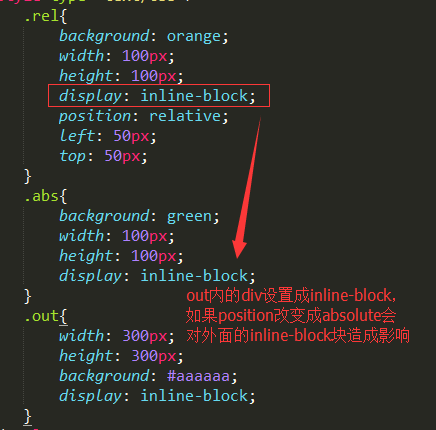 .rel{
background: orange;
width: 100px;
height: 100px;
display: inline-block;
position: relative;
left: 50px;
top: 50px;
}
.abs{
background: green;
width: 100px;
height: 100px;
display: inline-block;
}
out内的div设置成inline-block，
如果position改变成absolute会
对外面的inline-block块造成影响
.out{
width: 300px;
height: 300px;
background: #aaaaaa;
display: inline-block;
}